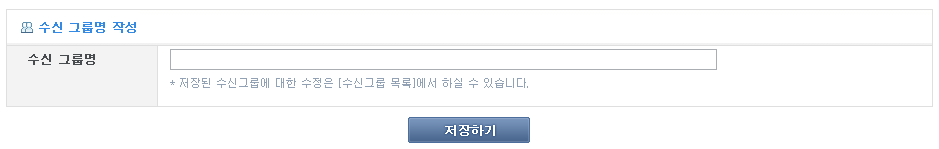 수신 그룹명 작성
수신 그룹명
* 저장된 수신그룹에 대한 수정은 [수신그룹 목록]에서 하실 수 있습니다.
저장하기